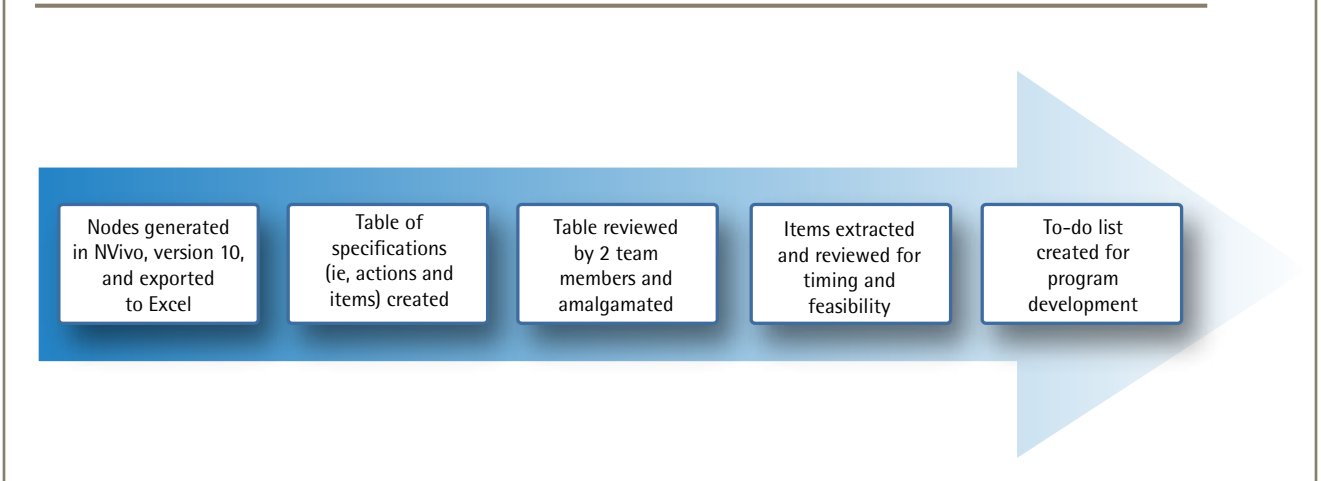 Nodes generated
in NVivo, version 10,
and exported
to Excel
Table of
specifications
(ie, actions and
items) created
Table reviewed
by 2 team
members and
amalgamated
Items extracted
and reviewed for
timing and
feasibility
To-do list
created for
program
development